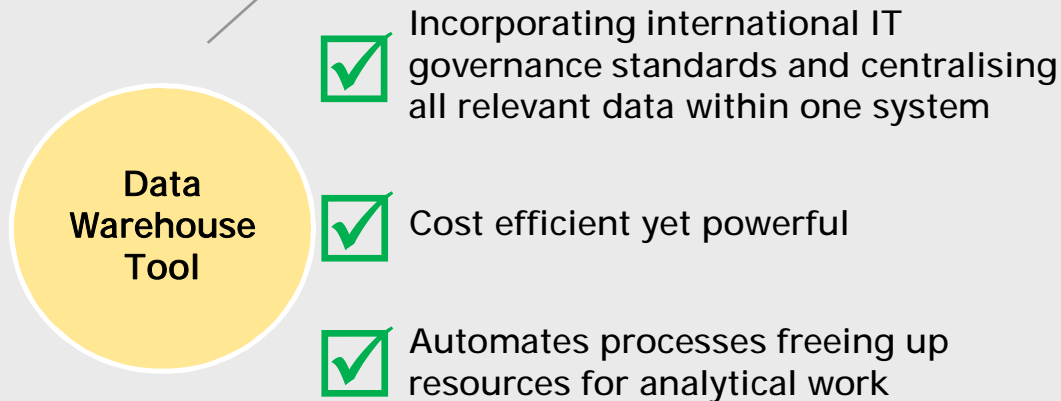 Incorporating international IT
governance standards and centralising
all relevant data within one system
Data
Warehouse
Tool
Cost efficient yet powerful
Automates processes freeing up
resources for analytical work